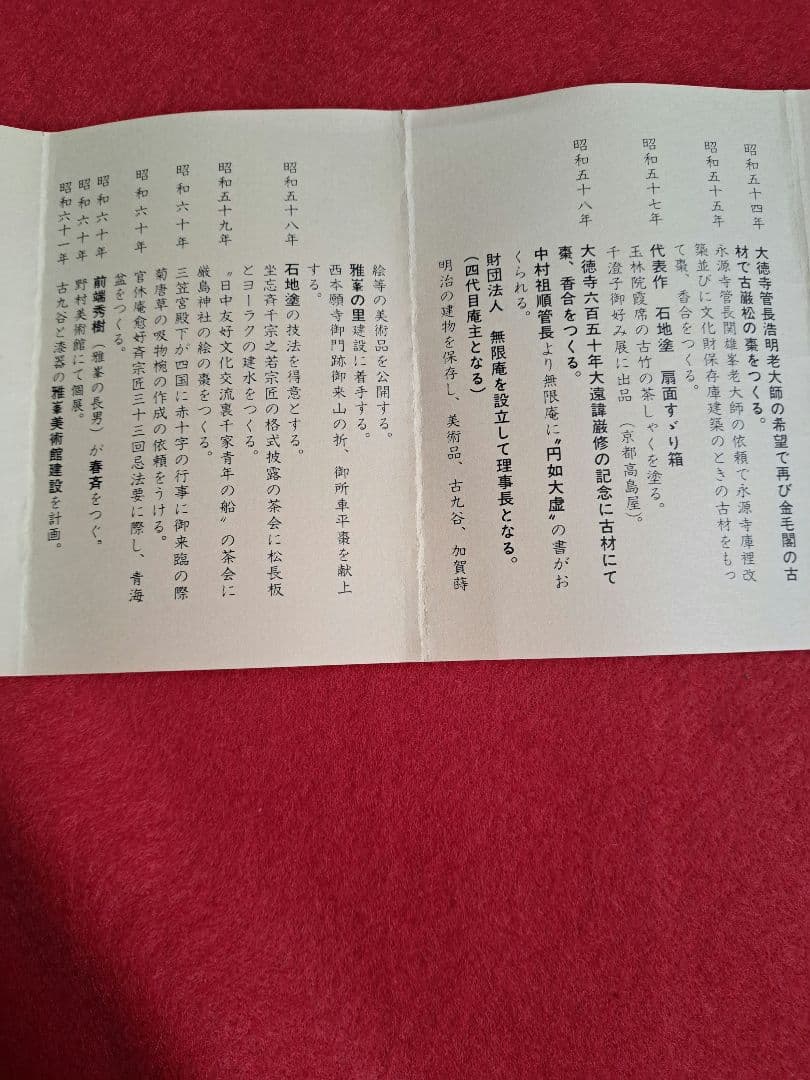 昭和五十四年 大徳寺管長浩明老大師の希望で再び金毛閣の古
材で古巌松の棗をつくる。
昭和五十五年 永源寺管長関雄峯老大師の依頼で永源寺庫裡改
築並びに文化財保存庫建築のときの古材をもっ
て棗、香合をつくる。
昭和五十七年 代表作 石地塗 扇面すゞり箱
玉林院霞席の古竹の茶しゃくを塗る。
千澄子御好み展に出品 (京都高島屋)。
昭和五十八年 大徳寺六百五十年大遠諱厳修の記念に古材にて
棗、香合をつくる。
中村祖順管長より無限庵に〝円如大虚〟の書がお
くられる。
財団法人 無限庵を設立して理事長となる。
(四代目庵主となる)
明治の建物を保存し、美術品、古九谷、加賀蒔
絵等の美術品を公開する。
雅峯の里建設に着手する。
西本願寺御門跡御来山の折、御所車平棗を献上
する。
昭和五十八年 石地塗の技法を得意とする。
坐忘斉千宗之若宗匠の格式披露の茶会に松長板
とヨーラクの建水をつくる。
昭和五十九年 〝日中友好文化交流裏千家青年の船〟の茶会に
厳島神社の絵の棗をつくる。
昭和六十年 三笠宮殿下が四国に赤十字の行事に御来臨の際
菊唐草の吸物椀の作成の依頼をうける。
昭和六十年 官休庵愈好斉宗匠三十三回忌法要に際し、青海
盆をつくる。
昭和六十年 前端秀樹(雅峯の長男)が春斉をつぐ。
昭和六十年 野村美術館にて個展。
昭和六十一年 古九谷と漆器の雅峯美術館建設を計画。